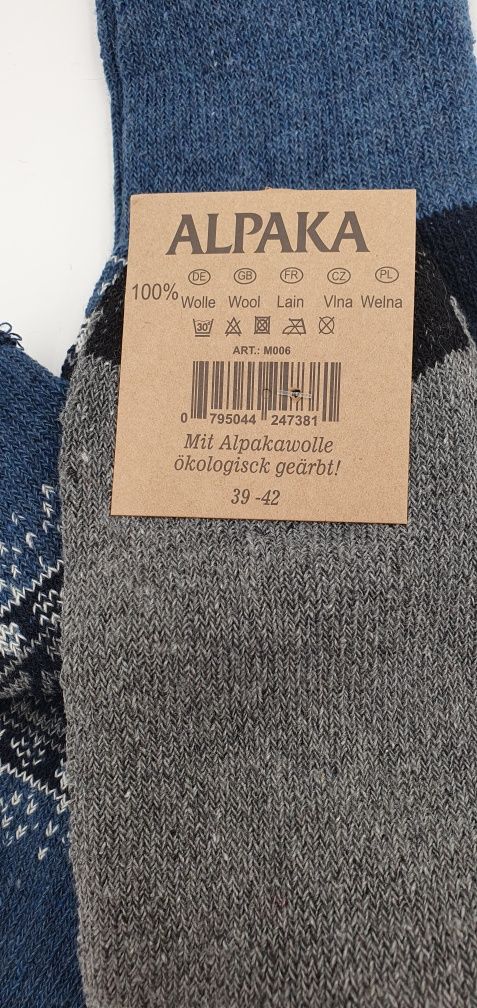 ALPAKA
DE GB FR CZ PL
100% Wolle Wool Lain Vlna Welna
30°
ART.: M006
0 795044 247381
Mit Alpakawolle
ökologisck geärbt!
39 -42